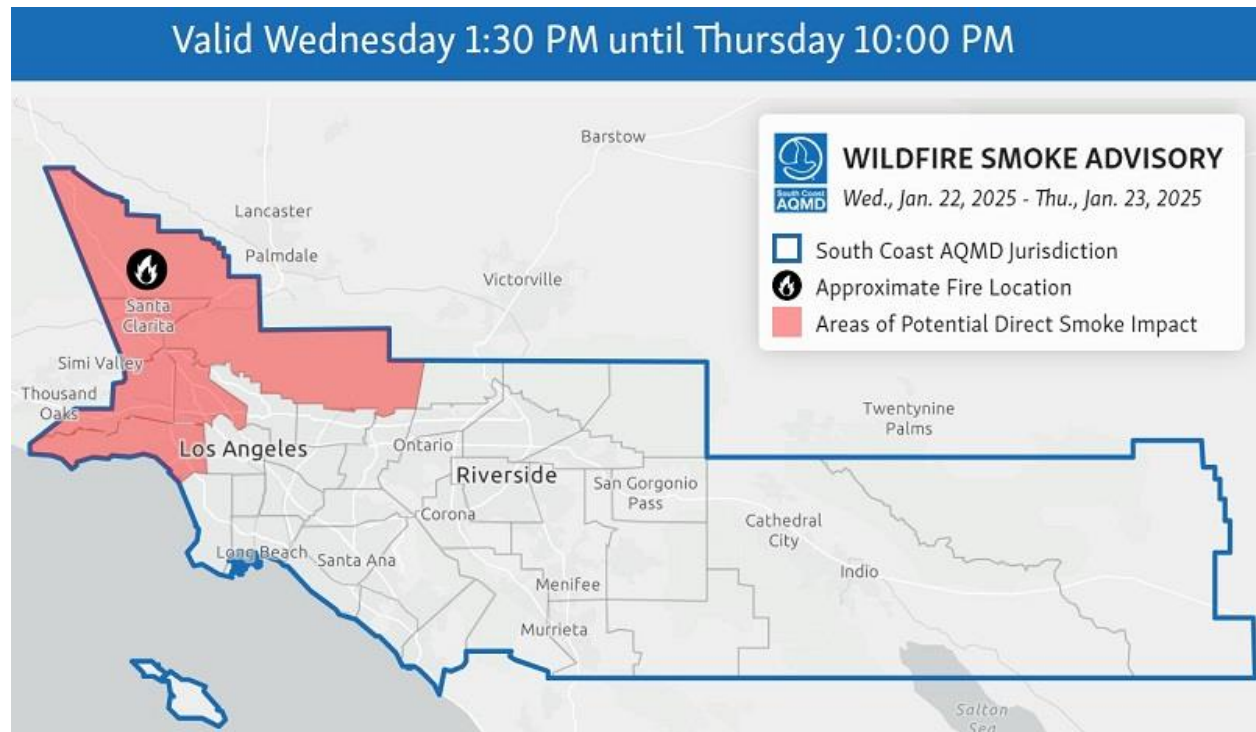 Valid Wednesday 1:30 PM until Thursday 10:00 PM
Barstow
WILDFIRE SMOKE ADVISORY
South Coast
AQMD
Wed., Jan. 22, 2025 - Thu., Jan. 23, 2025
South Coast AQMD Jurisdiction
Approximate Fire Location
Areas of Potential Direct Smoke Impact
Lancaster
Palmdale
Victorville
Santa
Clarita
Simi Valley
Thousand
Oaks
Twentynine
Palms
Los Angeles
Ontario
Riverside
San Gorgonio
Pass
Corona
Cathedral
City
Long Beach
Santa Ana
Indio
Menifee
Murrieta
Salton
Sea